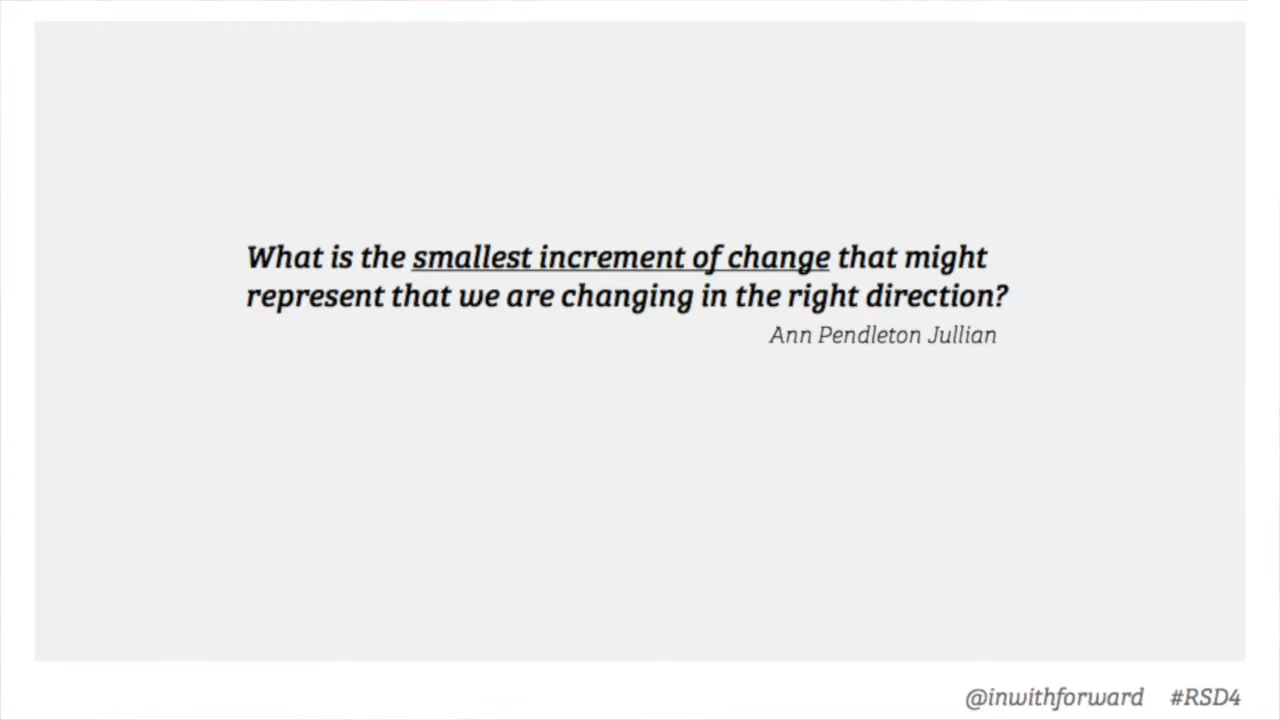 What is the smallest increment of change that might
represent that we are changing in the right direction?
Ann Pendleton Jullian
@inwithforward #RSD4